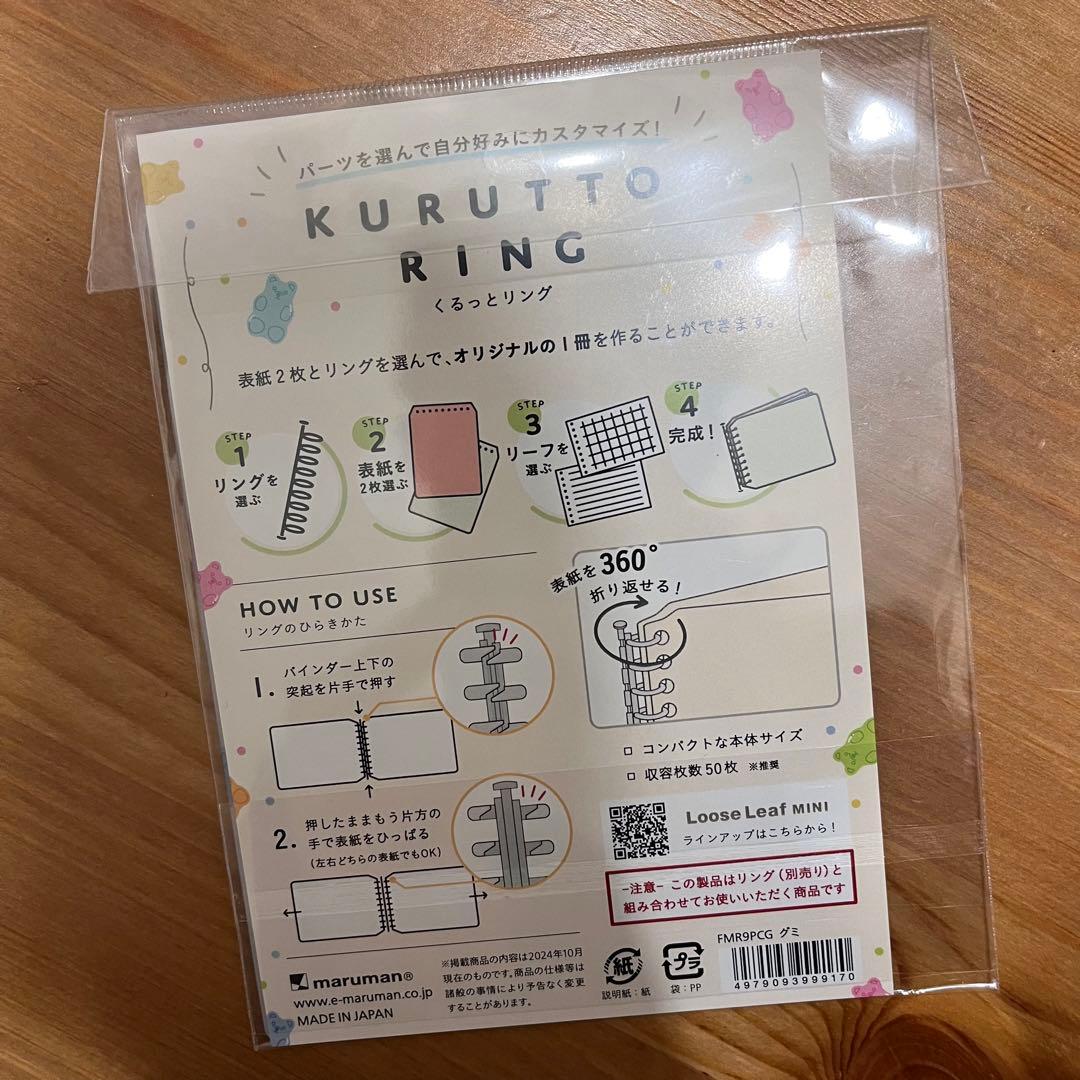 パーツを選んで自分好みにカスタマイズ!
KURUTTO
RING
くるっとリング
表紙2枚とリングを選んで、オリジナルの1冊を作ることができます。
STEP
1
リングを
選ぶ
STEP
2
表紙を
2枚選ぶ
STEP
3
リーフを
選ぶ
STEP
4
完成!
HOW TO USE
リングのひらきかた
1. バインダー上下の
突起を片手で押す
2. 押したままもう片方の
手で表紙をひっぱる
(左右どちらの表紙でもOK)
表紙を360°
折り返せる!
コンパクトな本体サイズ
収容枚数50枚 ※推奨
Loose Leaf MINI
ラインアップはこちらから!
-注意- この製品はリング(別売り)と
組み合わせてお使いいただく商品です
maruman®
www.e-maruman.co.jp
MADE IN JAPAN
※掲載商品の内容は2024年10月
現在のものです。商品の仕様等は
諸般の事情により予告なく変更
することがあります。
紙
説明紙:紙
プラ
袋:PP
FMR9PCG グミ
4979093999170